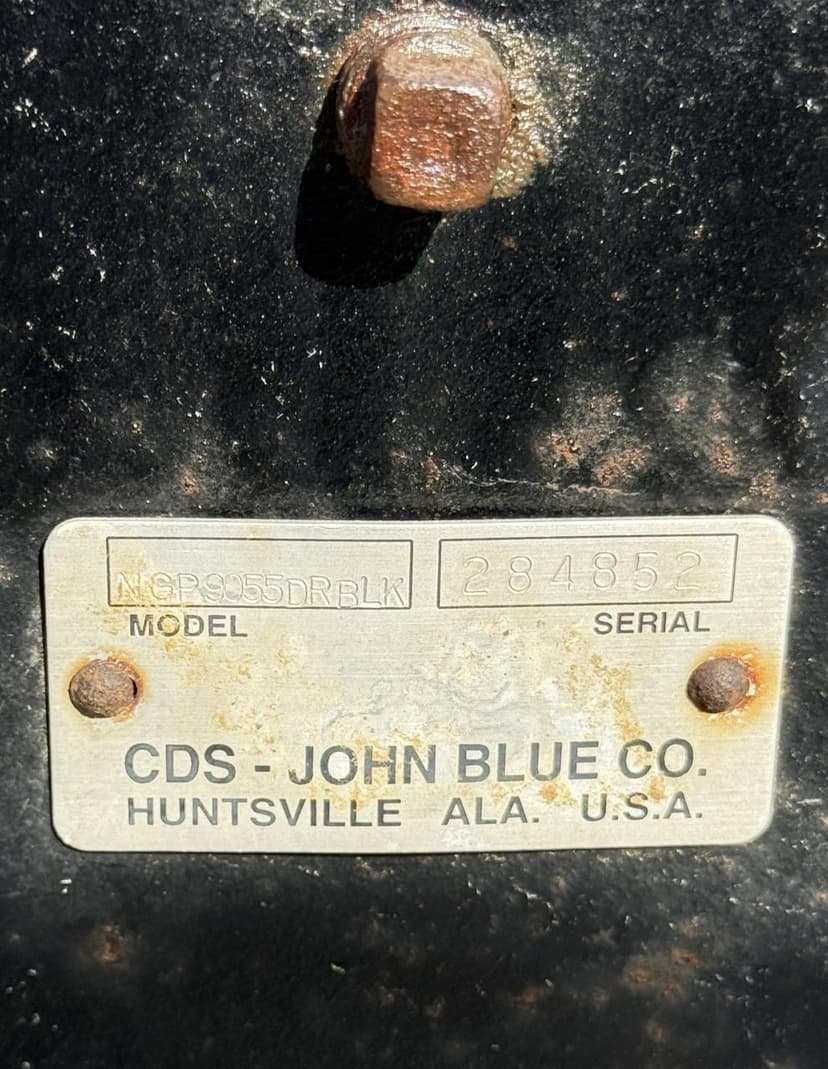 NGP9055DRBLK 284852
MODEL SERIAL
CDS - JOHN BLUE CO.
HUNTSVILLE ALA. U.S.A.